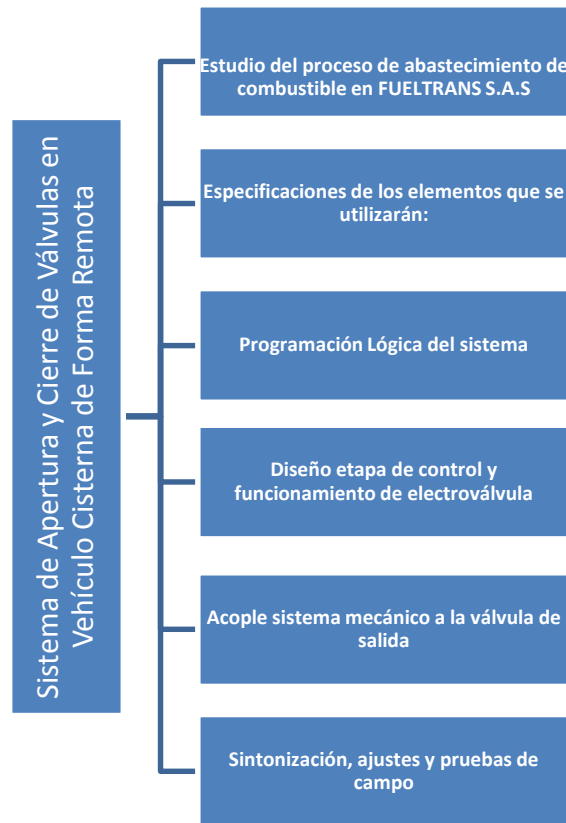 Sistema de Apertura y Cierre de Válvulas en
Vehículo Cisterna de Forma Remota
Estudio del proceso de abastecimiento de
combustible en FUELTRANS S.A.S
Especificaciones de los elementos que se
utilizarán:
Programación Lógica del sistema
Diseño etapa de control y
funcionamiento de electroválvula
Acople sistema mecánico a la válvula de
salida
Sintonización, ajustes y pruebas de
campo